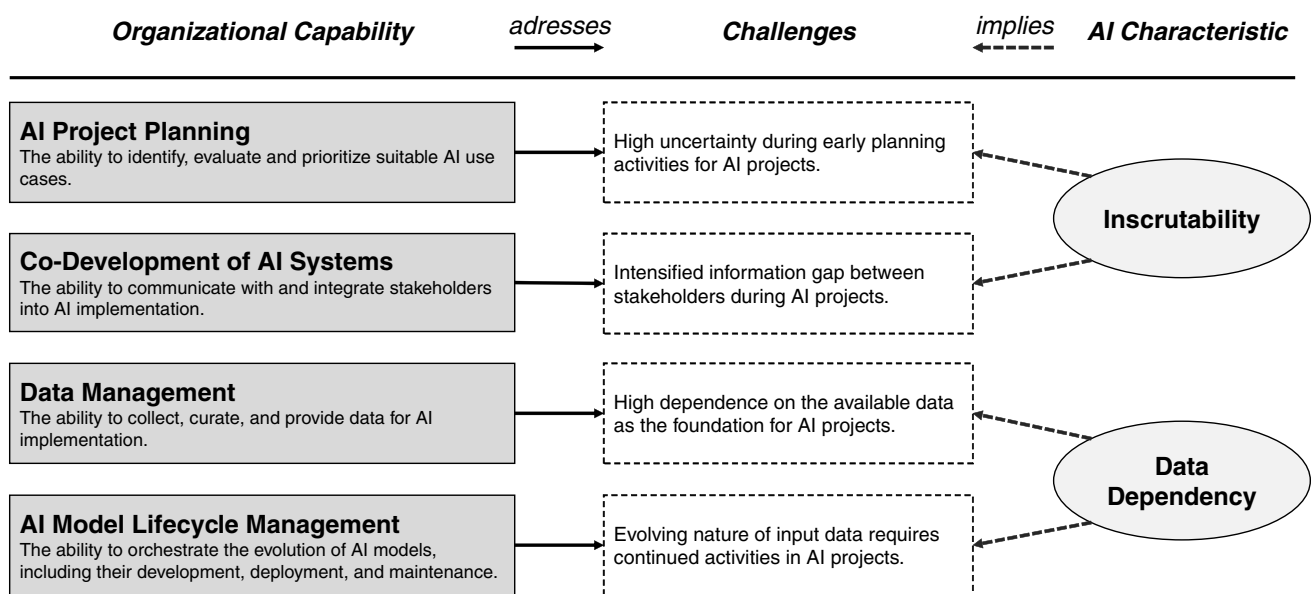 Organizational Capability adresses Challenges implies AI Characteristic
AI Project Planning
The ability to identify, evaluate and prioritize suitable AI use
cases.
High uncertainty during early planning
activities for AI projects.
Inscrutability
Co-Development of AI Systems
The ability to communicate with and integrate stakeholders
into AI implementation.
Intensified information gap between
stakeholders during AI projects.
Data Management
The ability to collect, curate, and provide data for AI
implementation.
High dependence on the available data
as the foundation for AI projects.
Data
Dependency
AI Model Lifecycle Management
The ability to orchestrate the evolution of AI models,
including their development, deployment, and maintenance.
Evolving nature of input data requires
continued activities in AI projects.